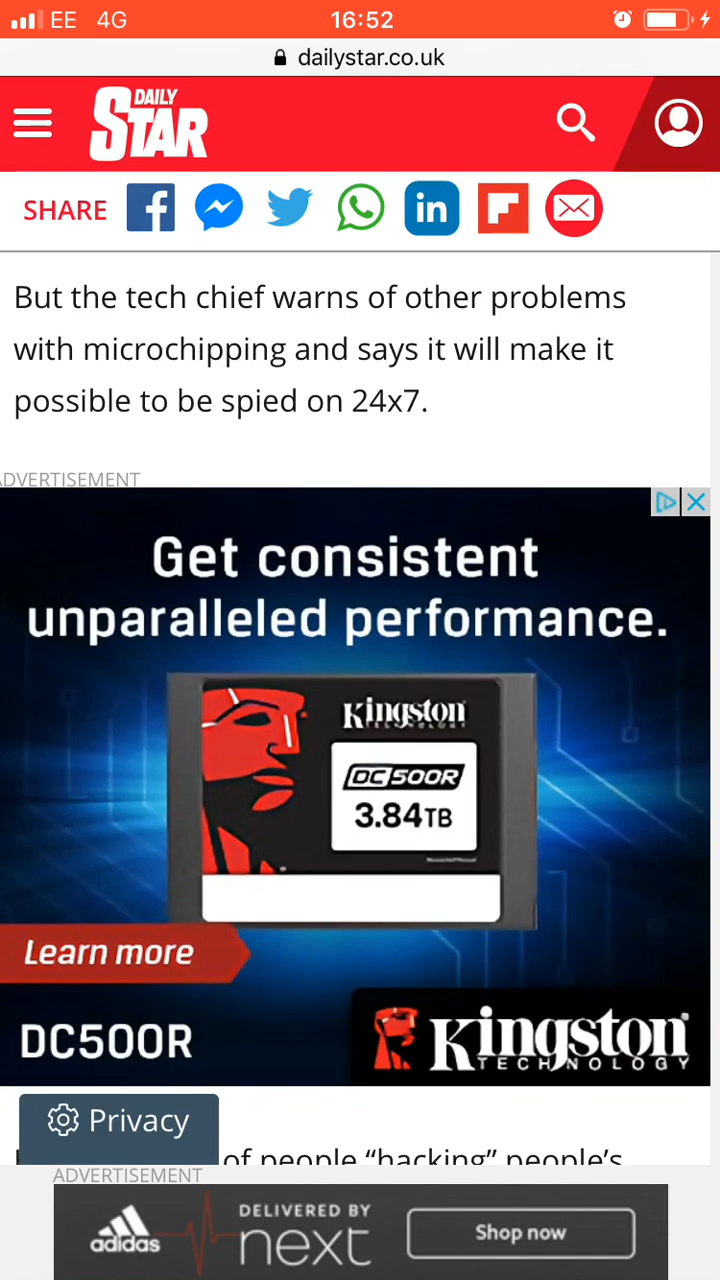 EE 4G 16:52
dailystar.co.uk
DAILY
STAR
SHARE
But the tech chief warns of other problems
with microchipping and says it will make it
possible to be spied on 24x7.
ADVERTISEMENT
Get consistent
unparalleled performance.
Kingston
TECHNOLOGY
DC500R
3.84TB
Learn more
DC500R
Kingston
TECHNOLOGY
Privacy
of people “hacking” people’s
ADVERTISEMENT
adidas
DELIVERED BY
next
Shop now